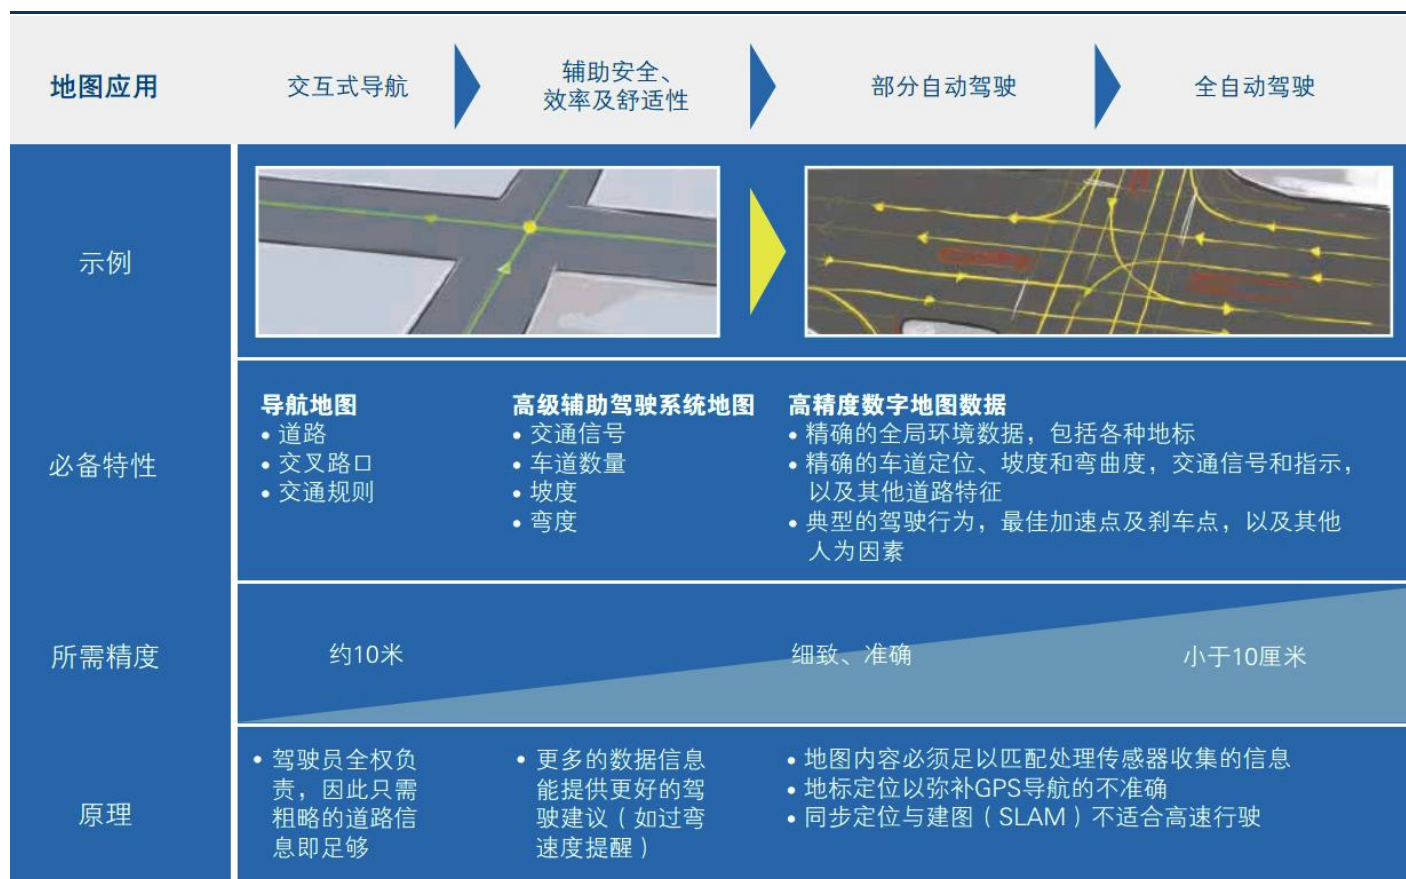 地图应用
交互式导航
辅助安全、
效率及舒适性
部分自动驾驶
全自动驾驶
示例
必备特性
导航地图
• 道路
• 交叉路口
• 交通规则
高级辅助驾驶系统地图
• 交通信号
• 车道数量
• 坡度
• 弯度
高精度数字地图数据
• 精确的全局环境数据，包括各种地标
• 精确的车道定位、坡度和弯曲度，交通信号和指示，
以及其他道路特征
• 典型的驾驶行为，最佳加速点及刹车点，以及其他
人为因素
所需精度
约10米
细致、准确
小于10厘米
原理
• 驾驶员全权负
责，因此只需
粗略的道路信
息即足够
• 更多的数据信息
能提供更好的驾
驶建议（如过弯
速度提醒）
• 地图内容必须足以匹配处理传感器收集的信息
• 地标定位以弥补GPS导航的不准确
• 同步定位与建图（SLAM）不适合高速行驶